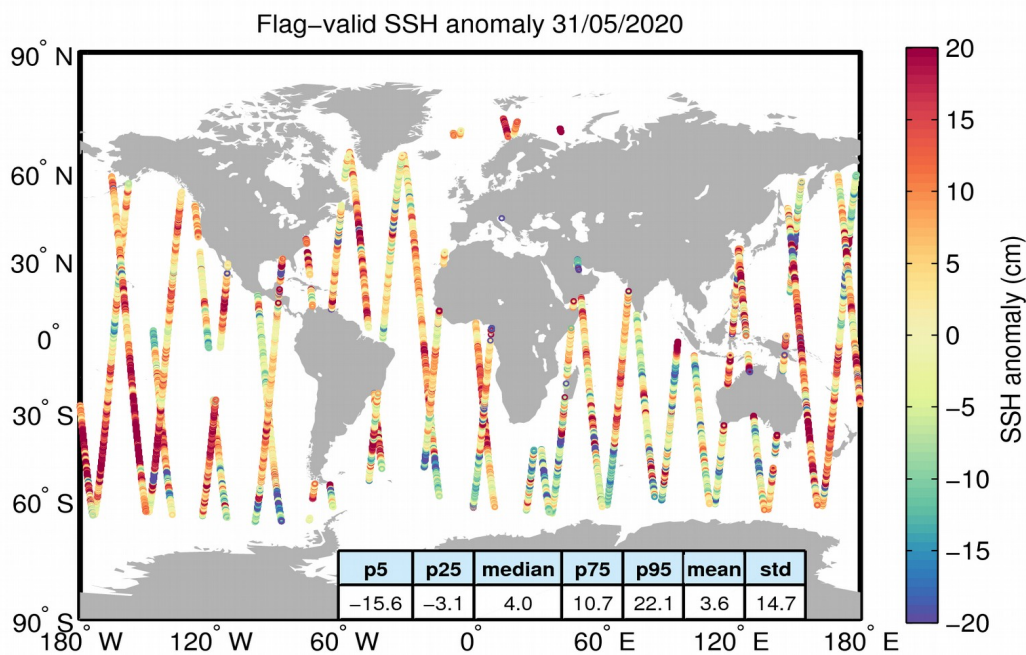 Flag−valid SSH anomaly 31/05/2020
90° N
60° N
30° N
0°
30° S
60° S
90° S
180° W
120° W
60° W
0°
60° E
120° E
180° E
p5 p25 median p75 p95 mean std
−15.6 −3.1 4.0 10.7 22.1 3.6 14.7
20
15
10
5
0
−5
−10
−15
−20
SSH anomaly (cm)